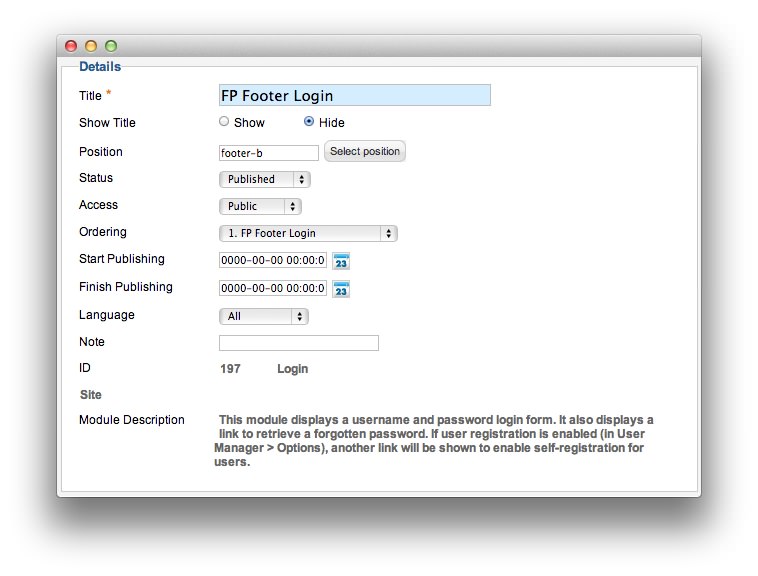 Details
Title * FP Footer Login
Show Title Show Hide
Position footer-b Select position
Status Published
Access Public
Ordering 1. FP Footer Login
Start Publishing 0000-00-00 00:00:0 23
Finish Publishing 0000-00-00 00:00:0 23
Language All
Note
ID 197 Login
Site
Module Description This module displays a username and password login form. It also displays a
link to retrieve a forgotten password. If user registration is enabled (in User
Manager > Options), another link will be shown to enable self-registration for
users.